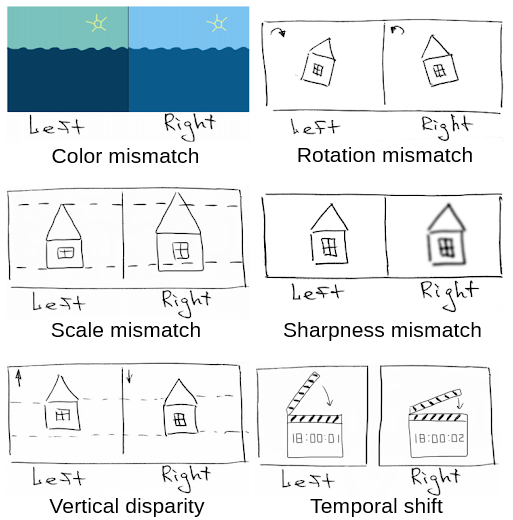 Left Right
Color mismatch
Left Right
Rotation mismatch
Left Right
Scale mismatch
Left Right
Sharpness mismatch
Left Right
Vertical disparity
18:00:01
18:00:02
Left Right
Temporal shift